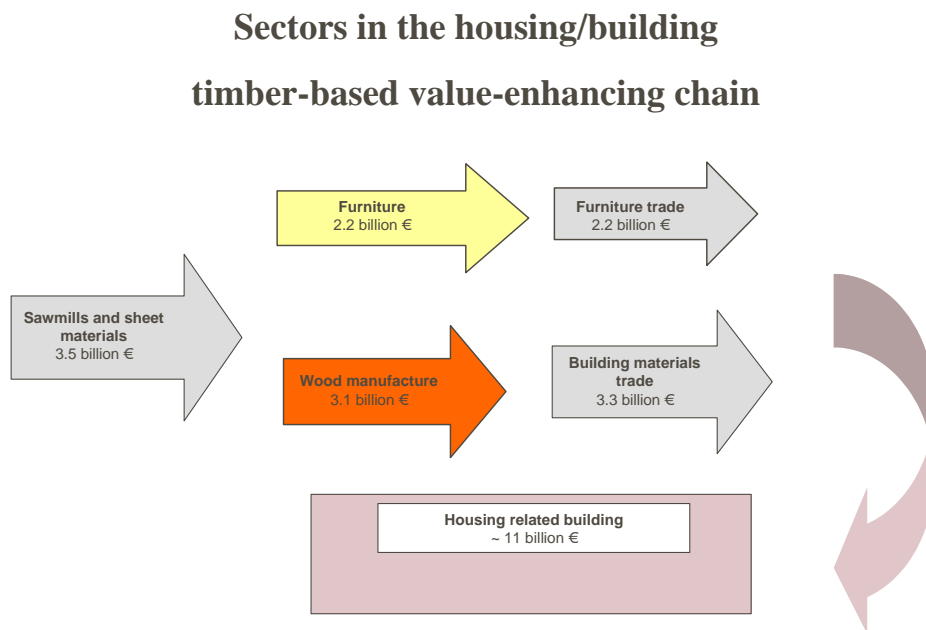 Sectors in the housing/building
timber-based value-enhancing chain
Furniture
2.2 billion €
Furniture trade
2.2 billion €
Sawmills and sheet
materials
3.5 billion €
Wood manufacture
3.1 billion €
Building materials
trade
3.3 billion €
Housing related building
~ 11 billion €